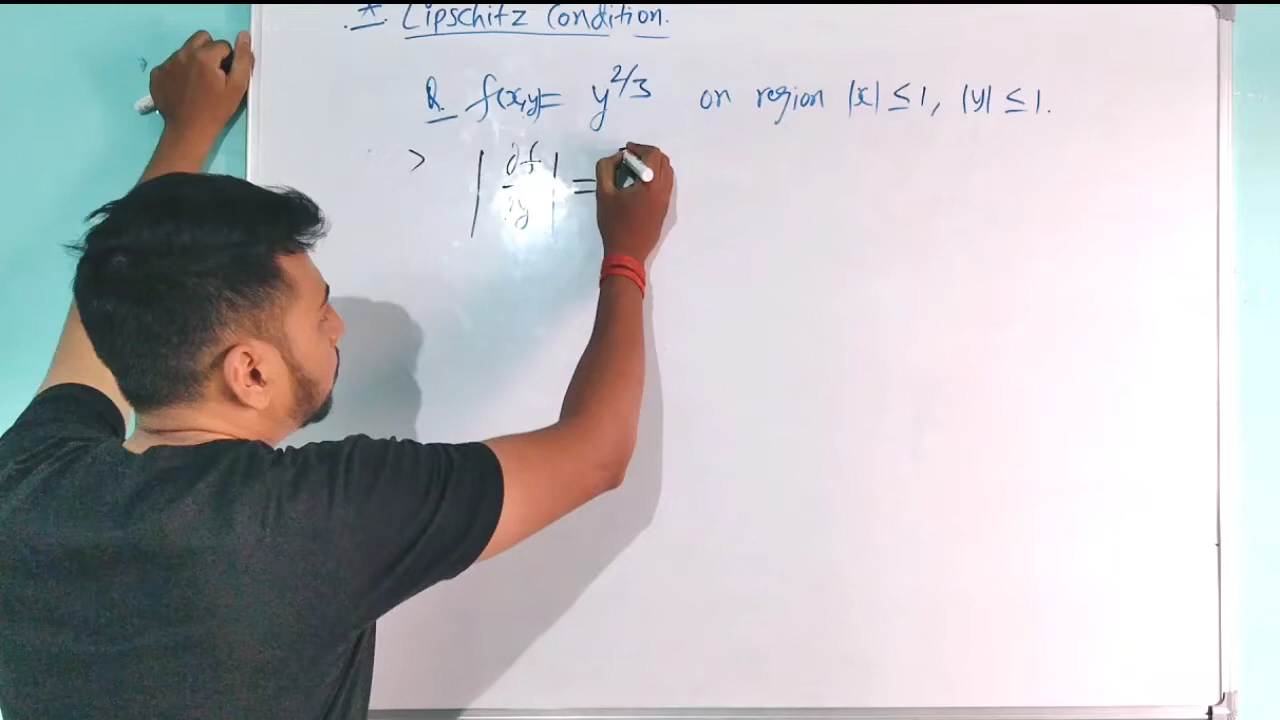 * Lipschitz Condition.
Q. f(x,y)= y^2/3 on region |x| ≤ 1, |y| ≤ 1.
> | ∂f/∂y | =